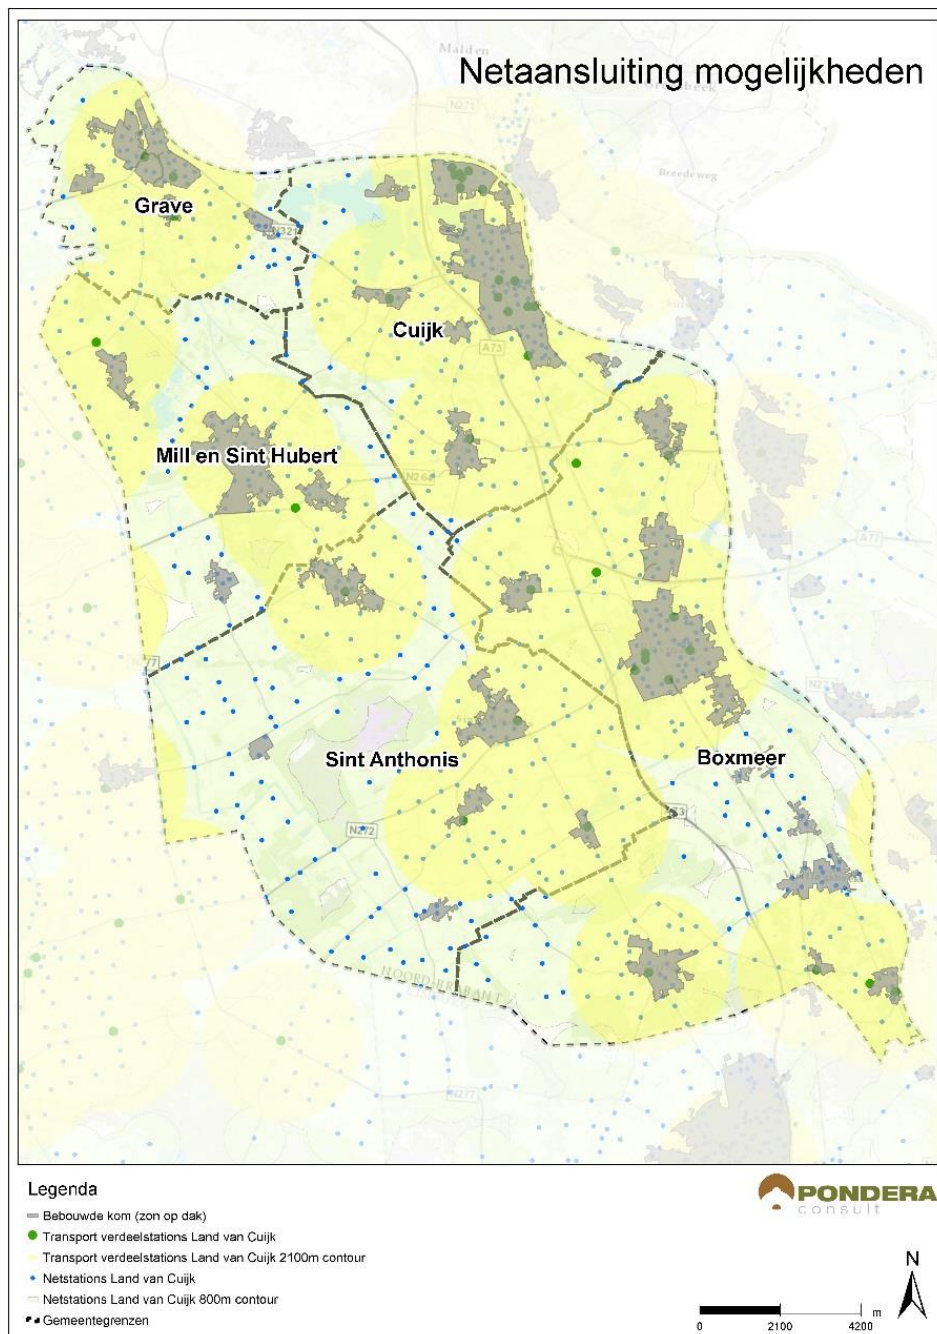 Netaansluiting mogelijkheden
Malden
N271
Breedeweg
Grave
N321
Cuijk
A73
Mill en Sint Hubert
N264
A77
Sint Anthonis
Boxmeer
N272
NOORD-BRABANT
N277
Legenda
Bebouwde kom (zon op dak)
Transport verdeelstations Land van Cuijk
Transport verdeelstations Land van Cuijk 2100m contour
Netstations Land van Cuijk
Netstations Land van Cuijk 800m contour
Gemeentegrenzen
PONDERA
consult
N
m
0 2100 4200